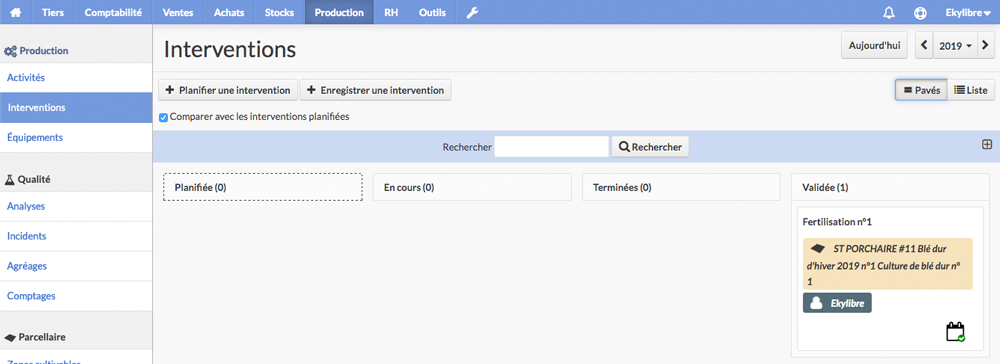 Tiers Comptabilité Ventes Achats Stocks Production RH Outils Ekylibre
Production
Activités
Interventions
Équipements
Qualité
Analyses
Incidents
Agréages
Comptages
Parcellaire
Zones cultivables
Interventions
Aujourd'hui 2019
Planifier une intervention Enregistrer une intervention Pavés Liste
Comparer avec les interventions planifiées
Rechercher Rechercher
Planifiée (0) En cours (0) Terminées (0) Validée (1)
Fertilisation n°1
ST PORCHAIRE #11 Blé dur
d'hiver 2019 n°1 Culture de blé dur n°
1
Ekylibre